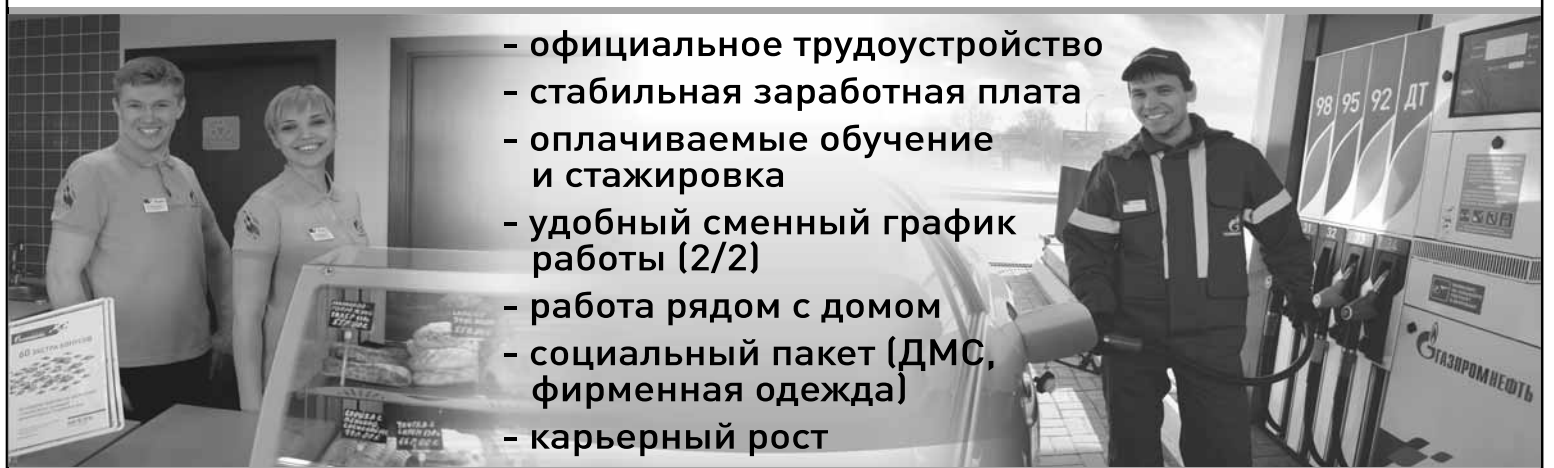 - официальное трудоустройство
- стабильная заработная плата
- оплачиваемые обучение
и стажировка
- удобный сменный график
работы (2/2)
- работа рядом с домом
- социальный пакет (ДМС,
фирменная одежда)
- карьерный рост
98 95 92 ДТ
ГАЗПРОМНЕФТЬ